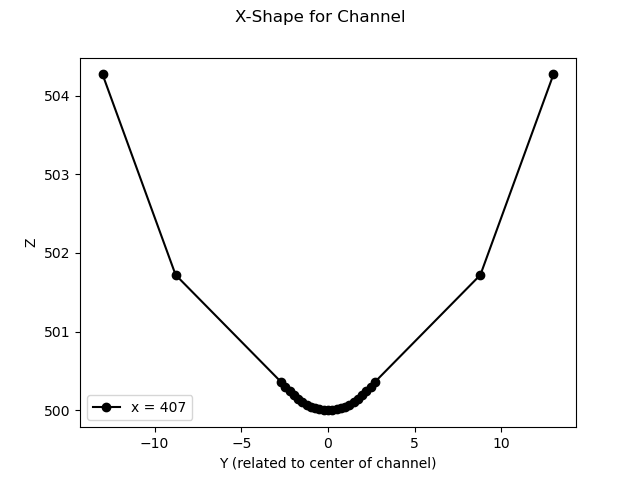 X-Shape for Channel
504
503
502
501
500
Z
x = 407
−10
−5
0
5
10
Y (related to center of channel)